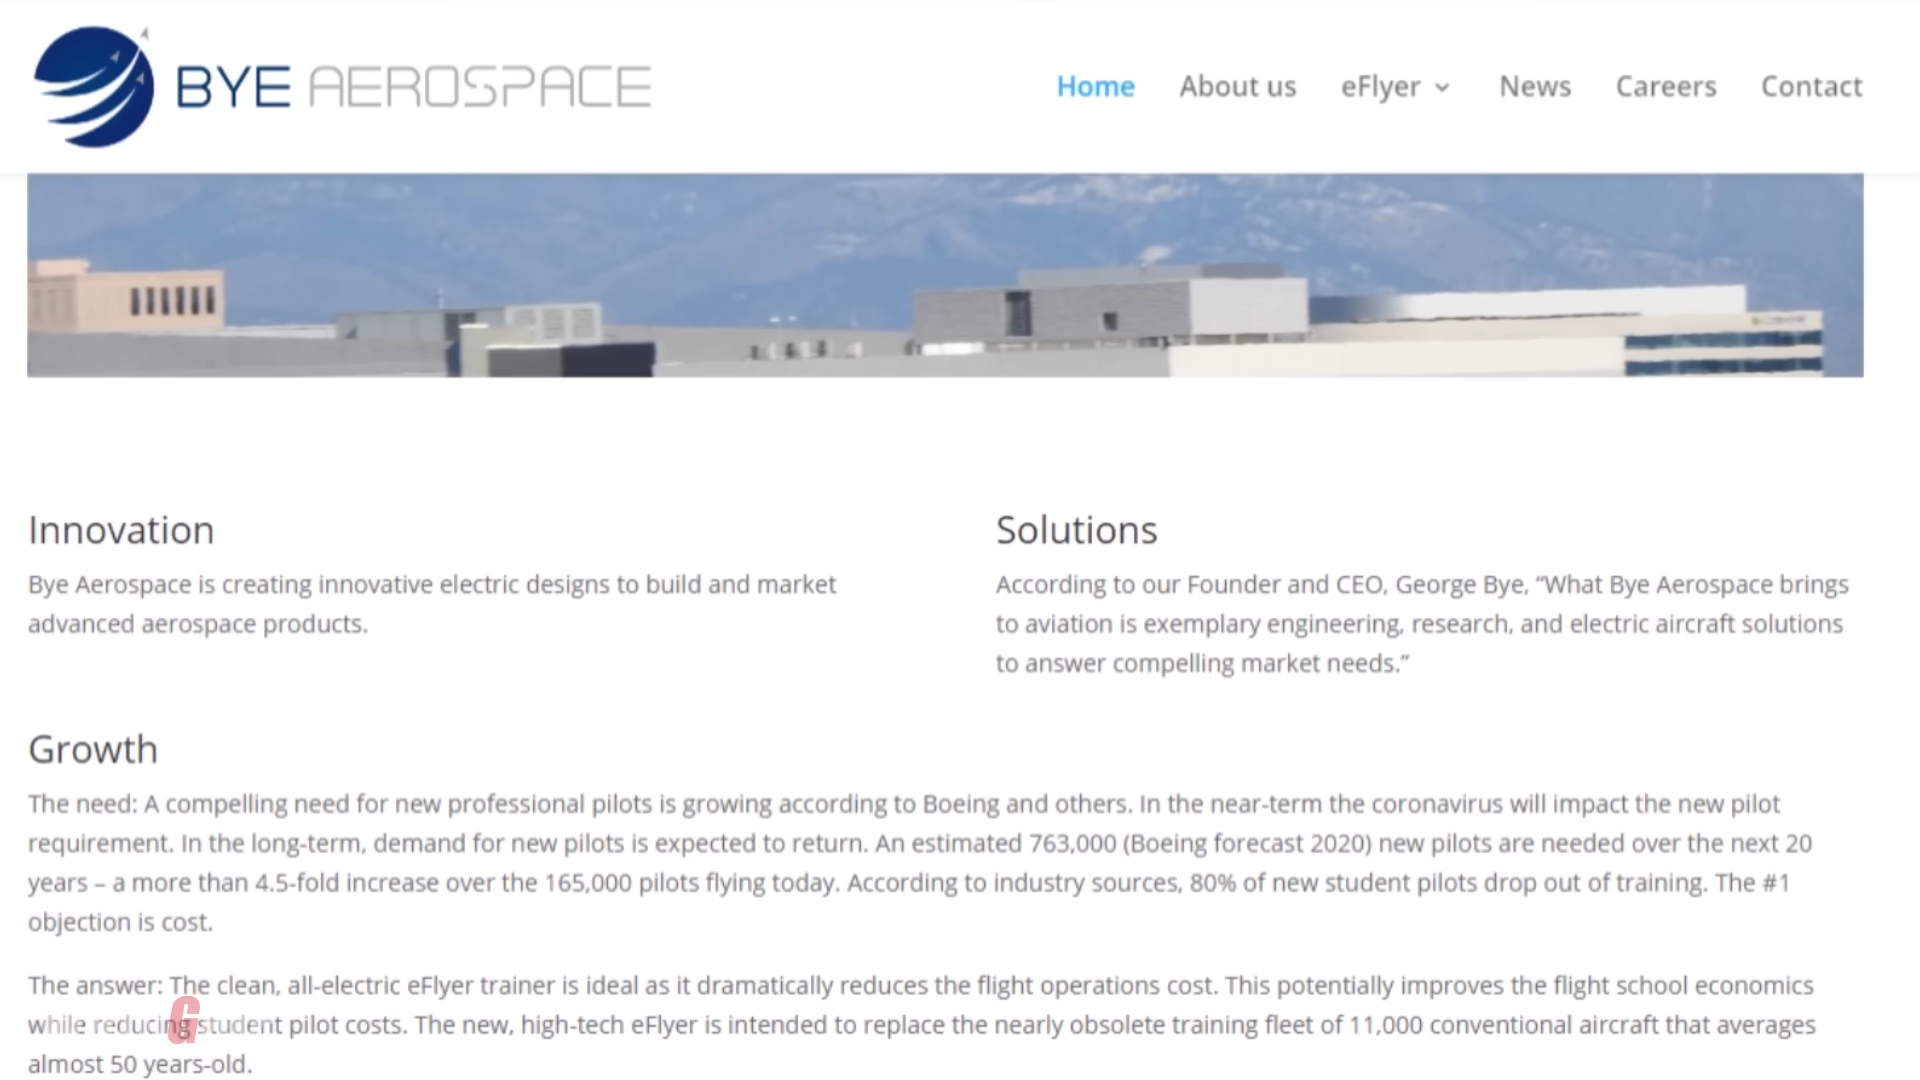 BYE AEROSPACE
Home About us eFlyer News Careers Contact
Innovation
Bye Aerospace is creating innovative electric designs to build and market
advanced aerospace products.
Solutions
According to our Founder and CEO, George Bye, “What Bye Aerospace brings
to aviation is exemplary engineering, research, and electric aircraft solutions
to answer compelling market needs.”
Growth
The need: A compelling need for new professional pilots is growing according to Boeing and others. In the near-term the coronavirus will impact the new pilot
requirement. In the long-term, demand for new pilots is expected to return. An estimated 763,000 (Boeing forecast 2020) new pilots are needed over the next 20
years – a more than 4.5-fold increase over the 165,000 pilots flying today. According to industry sources, 80% of new student pilots drop out of training. The #1
objection is cost.
The answer: The clean, all-electric eFlyer trainer is ideal as it dramatically reduces the flight operations cost. This potentially improves the flight school economics
while reducing student pilot costs. The new, high-tech eFlyer is intended to replace the nearly obsolete training fleet of 11,000 conventional aircraft that averages
almost 50 years-old.
G